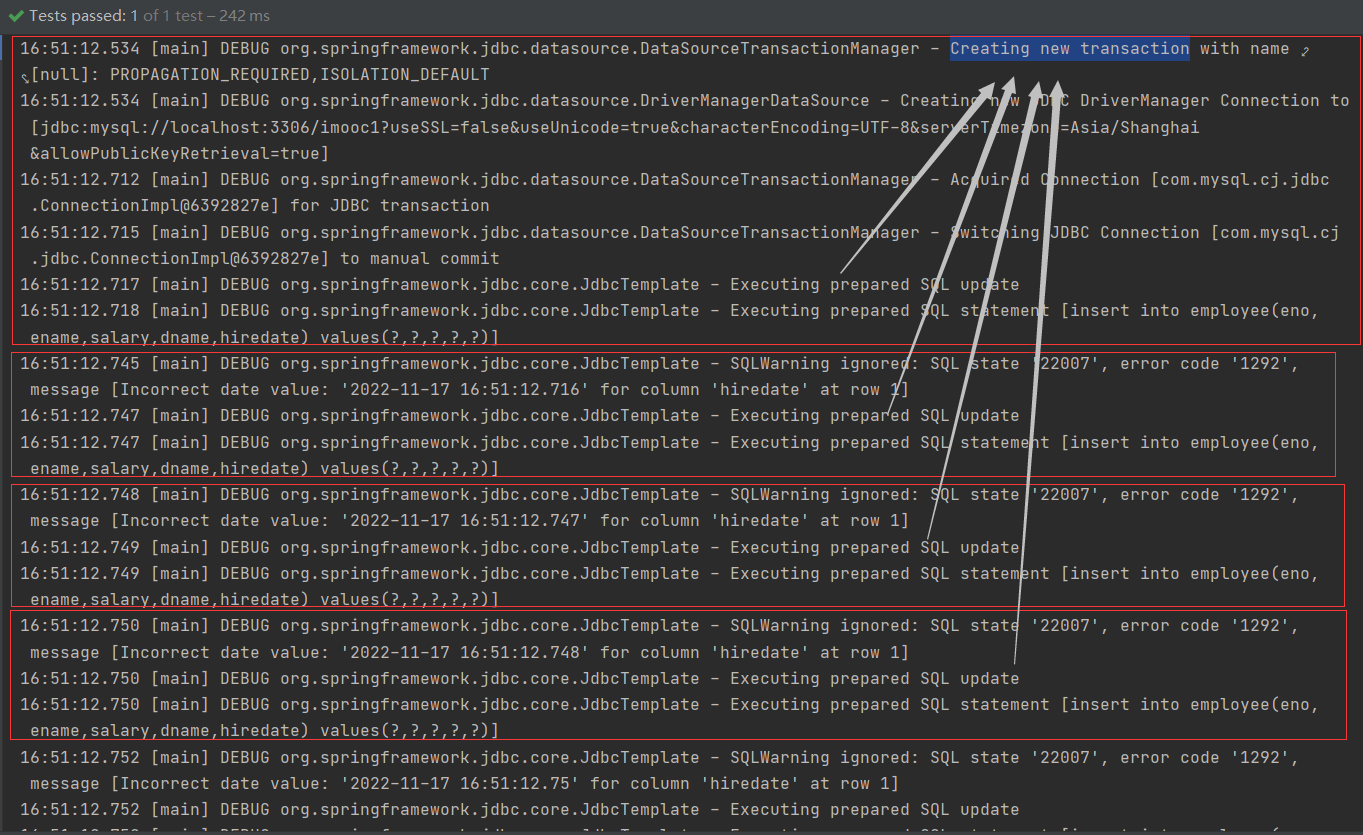 Tests passed: 1 of 1 test – 242 ms
16:51:12.534 [main] DEBUG org.springframework.jdbc.datasource.DataSourceTransactionManager - Creating new transaction with name
[null]: PROPAGATION_REQUIRED,ISOLATION_DEFAULT
16:51:12.534 [main] DEBUG org.springframework.jdbc.datasource.DriverManagerDataSource - Creating new JDBC DriverManager Connection to
[jdbc:mysql://localhost:3306/imooc1?useSSL=false&useUnicode=true&characterEncoding=UTF-8&serverTimezone=Asia/Shanghai
&allowPublicKeyRetrieval=true]
16:51:12.712 [main] DEBUG org.springframework.jdbc.datasource.DataSourceTransactionManager - Acquired Connection [com.mysql.cj.jdbc
.ConnectionImpl@6392827e] for JDBC transaction
16:51:12.715 [main] DEBUG org.springframework.jdbc.datasource.DataSourceTransactionManager - Switching JDBC Connection [com.mysql.cj
.jdbc.ConnectionImpl@6392827e] to manual commit
16:51:12.717 [main] DEBUG org.springframework.jdbc.core.JdbcTemplate - Executing prepared SQL update
16:51:12.718 [main] DEBUG org.springframework.jdbc.core.JdbcTemplate - Executing prepared SQL statement [insert into employee(eno,
ename,salary,dname,hiredate) values(?,?,?,?,?)]
16:51:12.745 [main] DEBUG org.springframework.jdbc.core.JdbcTemplate - SQLWarning ignored: SQL state '22007', error code '1292',
message [Incorrect date value: '2022-11-17 16:51:12.716' for column 'hiredate' at row 1]
16:51:12.747 [main] DEBUG org.springframework.jdbc.core.JdbcTemplate - Executing prepared SQL update
16:51:12.747 [main] DEBUG org.springframework.jdbc.core.JdbcTemplate - Executing prepared SQL statement [insert into employee(eno,
ename,salary,dname,hiredate) values(?,?,?,?,?)]
16:51:12.748 [main] DEBUG org.springframework.jdbc.core.JdbcTemplate - SQLWarning ignored: SQL state '22007', error code '1292',
message [Incorrect date value: '2022-11-17 16:51:12.747' for column 'hiredate' at row 1]
16:51:12.749 [main] DEBUG org.springframework.jdbc.core.JdbcTemplate - Executing prepared SQL update
16:51:12.749 [main] DEBUG org.springframework.jdbc.core.JdbcTemplate - Executing prepared SQL statement [insert into employee(eno,
ename,salary,dname,hiredate) values(?,?,?,?,?)]
16:51:12.750 [main] DEBUG org.springframework.jdbc.core.JdbcTemplate - SQLWarning ignored: SQL state '22007', error code '1292',
message [Incorrect date value: '2022-11-17 16:51:12.748' for column 'hiredate' at row 1]
16:51:12.750 [main] DEBUG org.springframework.jdbc.core.JdbcTemplate - Executing prepared SQL update
16:51:12.750 [main] DEBUG org.springframework.jdbc.core.JdbcTemplate - Executing prepared SQL statement [insert into employee(eno,
ename,salary,dname,hiredate) values(?,?,?,?,?)]
16:51:12.752 [main] DEBUG org.springframework.jdbc.core.JdbcTemplate - SQLWarning ignored: SQL state '22007', error code '1292',
message [Incorrect date value: '2022-11-17 16:51:12.75' for column 'hiredate' at row 1]
16:51:12.752 [main] DEBUG org.springframework.jdbc.core.JdbcTemplate - Executing prepared SQL update